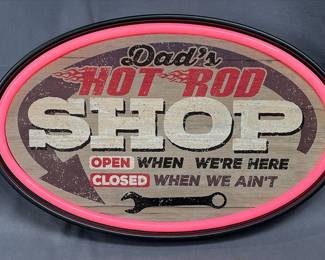 Dad's
HOT ROD
SHOP
OPEN WHEN WE'RE HERE
CLOSED WHEN WE AIN'T